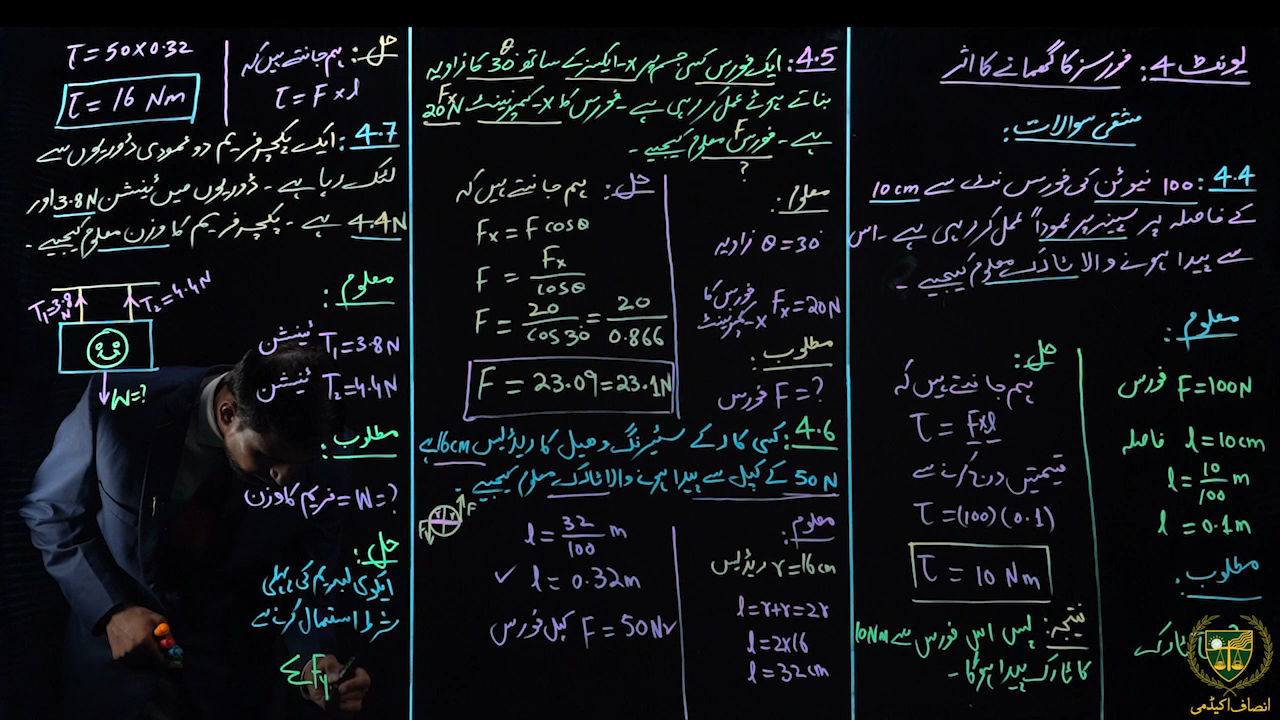 یونٹ 4: فورسز کا گھمانے کا اثر
مشقی سوالات:
4.4: 100 نیوٹن کی فورس نٹ سے 10cm
کے فاصلہ پر سپینر پر عموداً عمل کر رہی ہے۔ اس
سے پیدا ہونے والا ٹارک معلوم کیجیے۔
معلوم:
فورس F=100N
فاصلہ l=10cm
l=10/100 m
l=0.1m
مطلوب:
ٹارک
حل:
ہم جانتے ہیں کہ
τ=F×l
قیمتیں درج کرنے سے
τ=(100)(0.1)
τ=10 Nm
نتیجہ: پس اس فورس سے 10Nm
کا ٹارک پیدا ہوگا۔
4.5: ایک فورس کسی جسم پر x-ایکسز کے ساتھ 30° کا زاویہ
θ
بناتے ہوئے عمل کر رہی ہے۔ فورس کا x-کمپوننٹ 20N
Fx
ہے۔ فورس معلوم کیجیے۔
F
?
معلوم:
زاویہ θ=30°
فورس کا x-کمپوننٹ Fx=20N
مطلوب:
فورس F=?
حل: ہم جانتے ہیں کہ
Fx=Fcosθ
F=Fx/cosθ
F=20/cos30=20/0.866
F=23.09=23.1N
4.6: کسی کار کے سٹیرنگ وھیل کا ریڈیس 16cm ہے
50N کے کپل سے پیدا ہونے والا ٹارک معلوم کیجیے۔
F r r F
معلوم:
ریڈیس r=16cm
l=r+r=2r
l=2×16
l=32cm
l=32/100 m
✓ l=0.32m
کپل فورس F=50N✓
حل: ہم جانتے ہیں کہ
τ=F×l
τ=50×0.32
τ=16 Nm
4.7: ایک پکچر فریم دو عمودی ڈوریوں سے
لٹک رہا ہے۔ ڈوریوں میں ٹینشن 3.8N اور
4.4N ہے۔ پکچر فریم کا وزن معلوم کیجیے۔
T1=3.8N
T2=4.4N
W=?
معلوم:
ٹینشن T1=3.8N
ٹینشن T2=4.4N
مطلوب:
فریم کا وزن=W=?
حل:
ایکوی لبریم کی پہلی
شرط استعمال کرنے سے
ΣFy
انصاف اکیڈمی